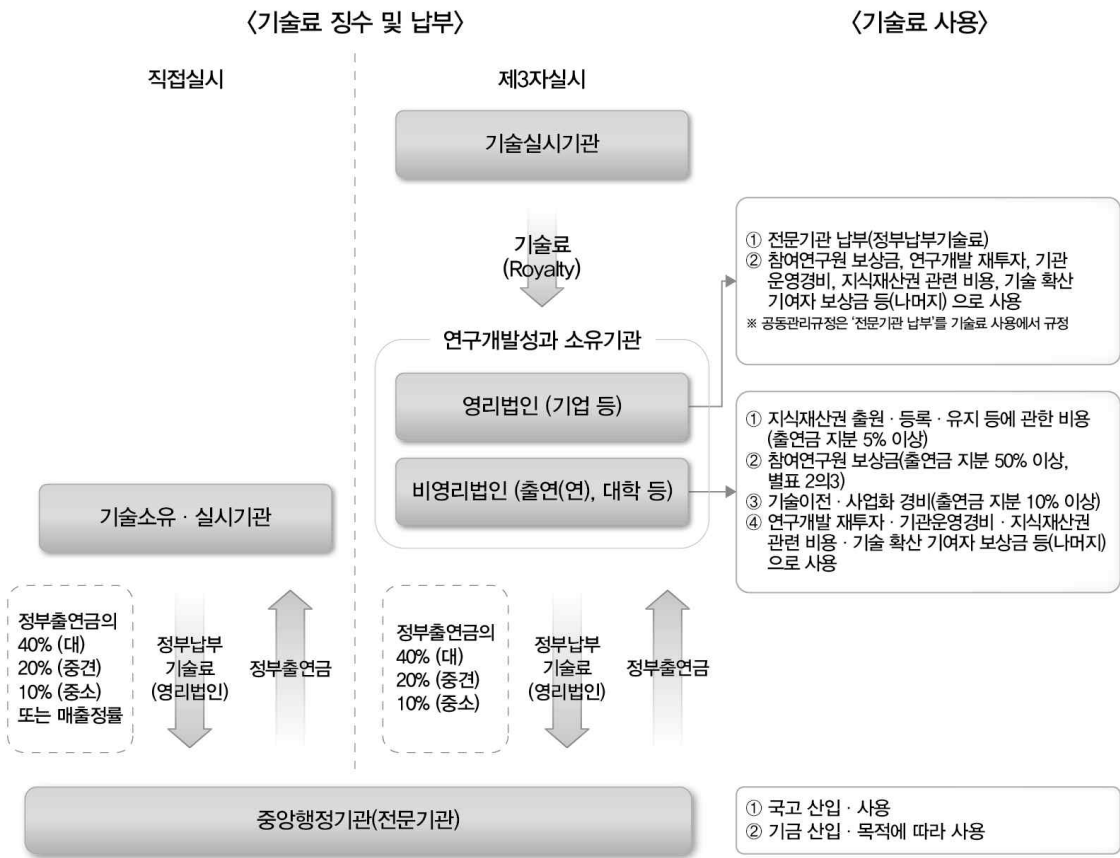 〈기술료 징수 및 납부〉
〈기술료 사용〉
직접실시
제3자실시
기술실시기관
기술료
(Royalty)
연구개발성과 소유기관
영리법인 (기업 등)
비영리법인 (출연(연), 대학 등)
기술소유 · 실시기관
① 전문기관 납부(정부납부기술료)
② 참여연구원 보상금, 연구개발 재투자, 기관
운영경비, 지식재산권 관련 비용, 기술 확산
기여자 보상금 등(나머지) 으로 사용
※ 공동관리규정은 ‘전문기관 납부’를 기술료 사용에서 규정
① 지식재산권 출원 · 등록 · 유지 등에 관한 비용
(출연금 지분 5% 이상)
② 참여연구원 보상금(출연금 지분 50% 이상,
별표 2의3)
③ 기술이전 · 사업화 경비(출연금 지분 10% 이상)
④ 연구개발 재투자 · 기관운영경비 · 지식재산권
관련 비용 · 기술 확산 기여자 보상금 등(나머지)
으로 사용
정부출연금의
40% (대)
20% (중견)
10% (중소)
또는 매출정률
정부납부
기술료
(영리법인)
정부출연금
정부출연금의
40% (대)
20% (중견)
10% (중소)
정부납부
기술료
(영리법인)
정부출연금
중앙행정기관(전문기관)
① 국고 산입 · 사용
② 기금 산입 · 목적에 따라 사용